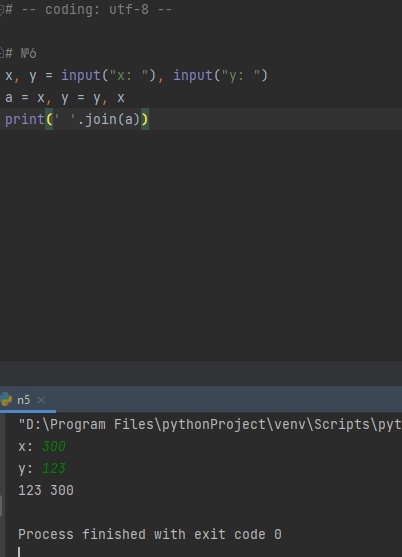 # -- coding: utf-8 --
# №6
x, y = input("x: "), input("y: ")
a = x, y = y, x
print(' '.join(a))
n5
"D:\Program Files\pythonProject\venv\Scripts\pyt
x: 300
y: 123
123 300
Process finished with exit code 0